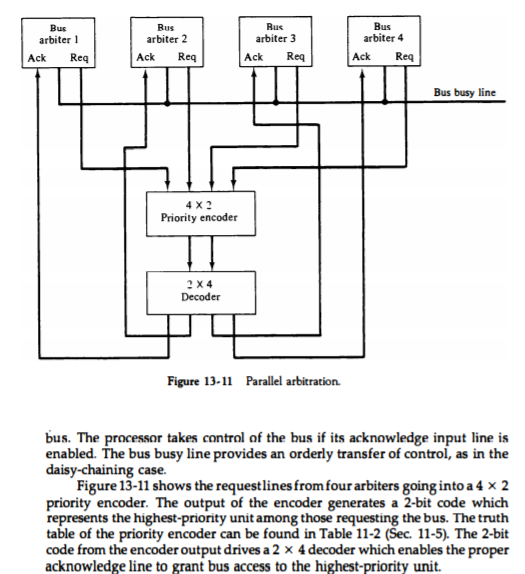 Bus
arbiter 1
Ack Req
Bus
arbiter 2
Ack Req
Bus
arbiter 3
Ack Req
Bus
arbiter 4
Ack Req
Bus busy line
4 × 2
Priority encoder
2 × 4
Decoder
Figure 13-11 Parallel arbitration.
bus. The processor takes control of the bus if its acknowledge input line is
enabled. The bus busy line provides an orderly transfer of control, as in the
daisy-chaining case.
Figure 13-11 shows the request lines from four arbiters going into a 4 × 2
priority encoder. The output of the encoder generates a 2-bit code which
represents the highest-priority unit among those requesting the bus. The truth
table of the priority encoder can be found in Table 11-2 (Sec. 11-5). The 2-bit
code from the encoder output drives a 2 × 4 decoder which enables the proper
acknowledge line to grant bus access to the highest-priority unit.